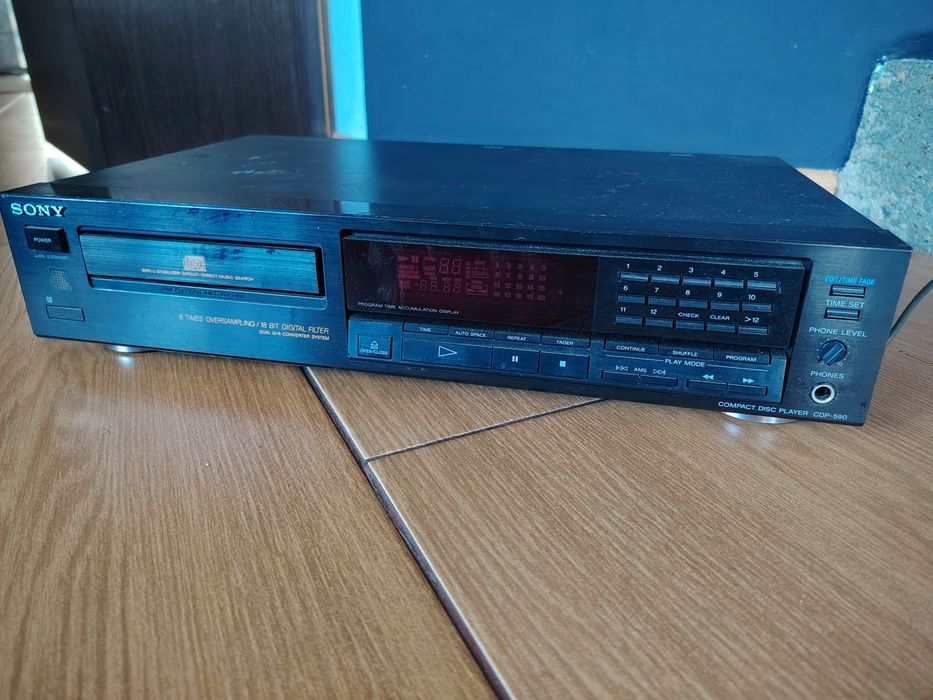 SONY
POWER
SERVO STABILIZER CIRCUIT / DIRECT MUSIC SEARCH
8 TIMES OVERSAMPLING / 18 BIT DIGITAL FILTER
DUAL D/A CONVERTER SYSTEM
PROGRAM TIME ACCUMULATION DISPLAY
OPEN/CLOSE
TIME
AUTO SPACE
REPEAT
FADER
1 2 3 4 5
6 7 8 9 10
11 12 CHECK CLEAR >12
CONTINUE SHUFFLE PROGRAM
PLAY MODE
AMS
EDIT/TIME FADE
TIME SET
PHONE LEVEL
PHONES
COMPACT DISC PLAYER CDP-590